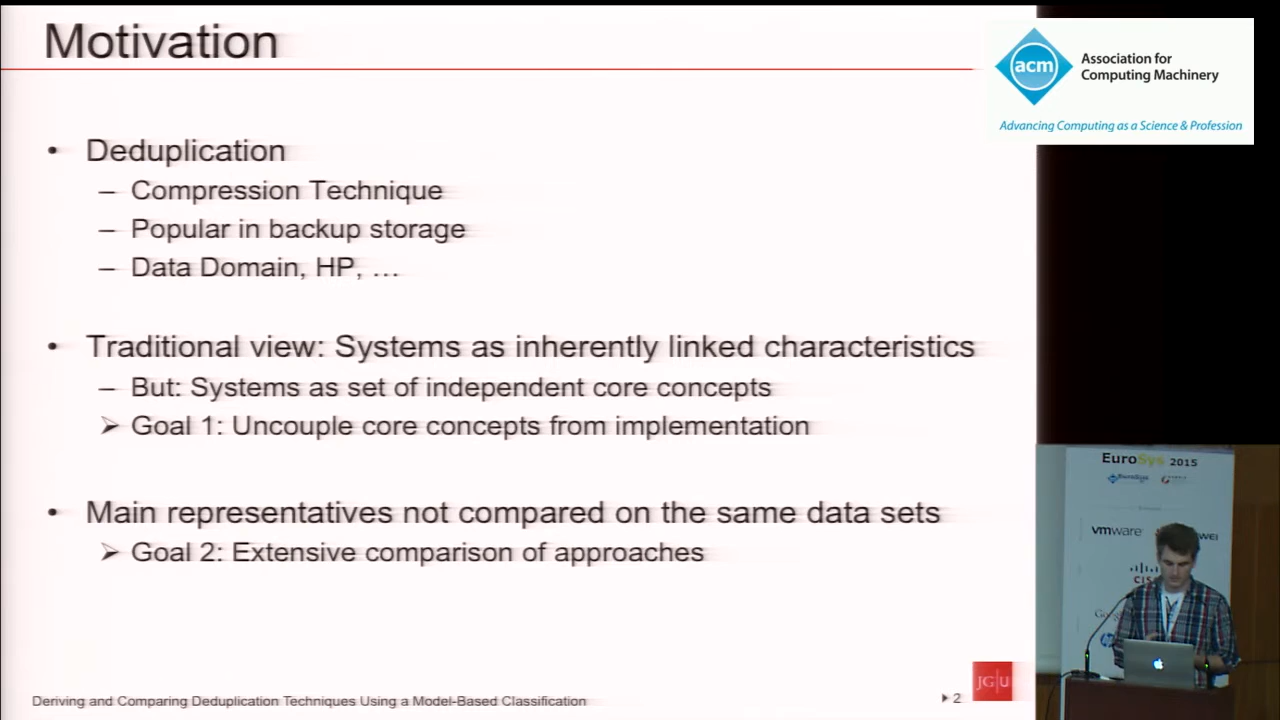 Motivation
acm Association for
Computing Machinery
Advancing Computing as a Science & Profession
• Deduplication
– Compression Technique
– Popular in backup storage
– Data Domain, HP, …
• Traditional view: Systems as inherently linked characteristics
– But: Systems as set of independent core concepts
➢ Goal 1: Uncouple core concepts from implementation
• Main representatives not compared on the same data sets
➢ Goal 2: Extensive comparison of approaches
EuroSys 2015
vmware
Deriving and Comparing Deduplication Techniques Using a Model-Based Classification
2
JG|U